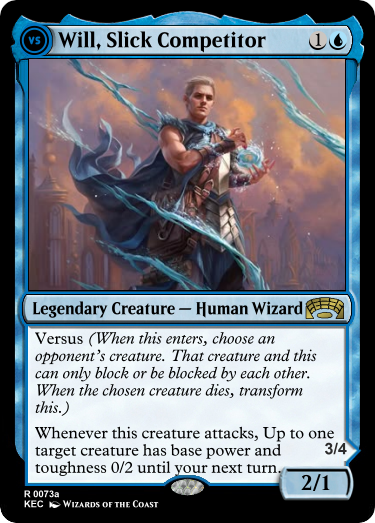 VS Will, Slick Competitor 1
Legendary Creature — Human Wizard
Versus (When this enters, choose an
opponent's creature. That creature and this
can only block or be blocked by each other.
When the chosen creature dies, transform
this.)
Whenever this creature attacks, Up to one
target creature has base power and
toughness 0/2 until your next turn.
3/4
2/1
R 0073a
KEC Wizards of the Coast